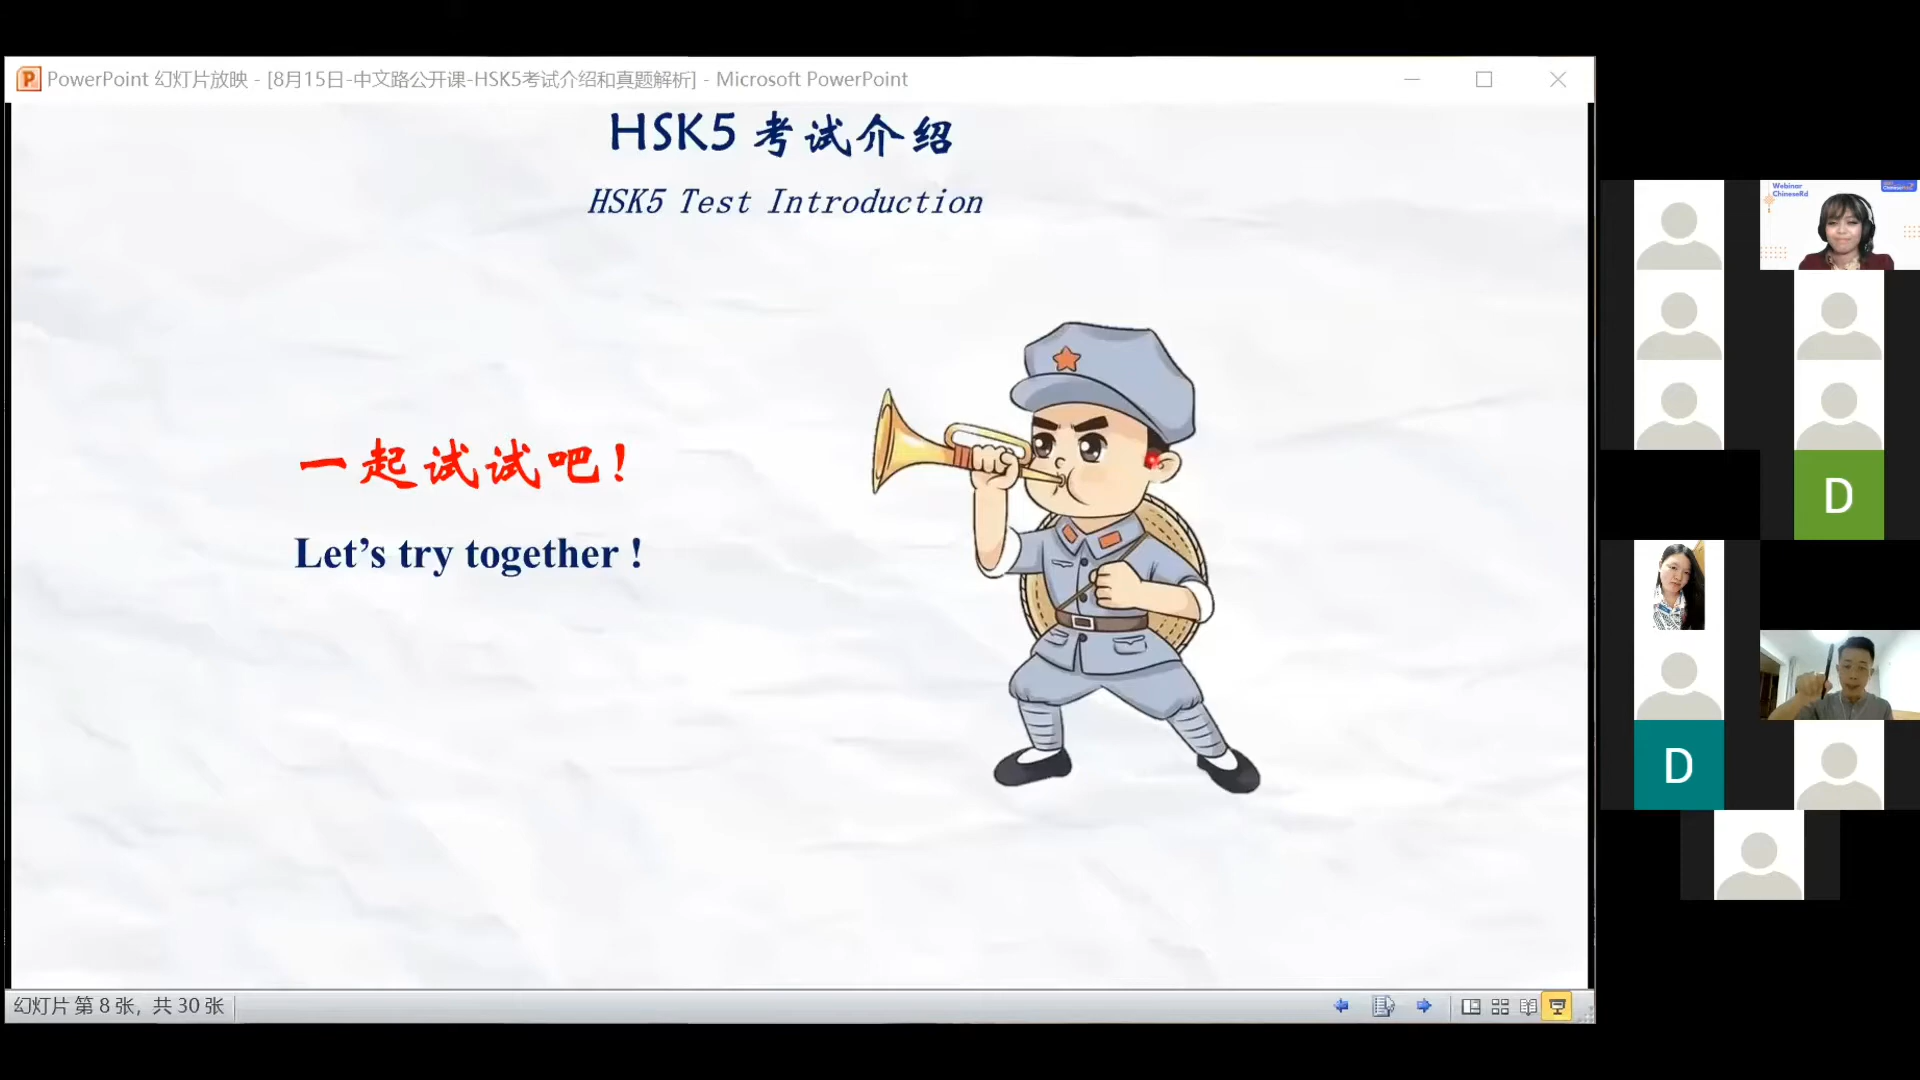 PowerPoint 幻灯片放映 - [8月15日-中文路公开课-HSK5考试介绍和真题解析] - Microsoft PowerPoint
HSK5 考试介绍
HSK5 Test Introduction
一起试试吧!
Let’s try together !
幻灯片 第 8 张，共 30 张
Webinar
ChineseRd
D
D